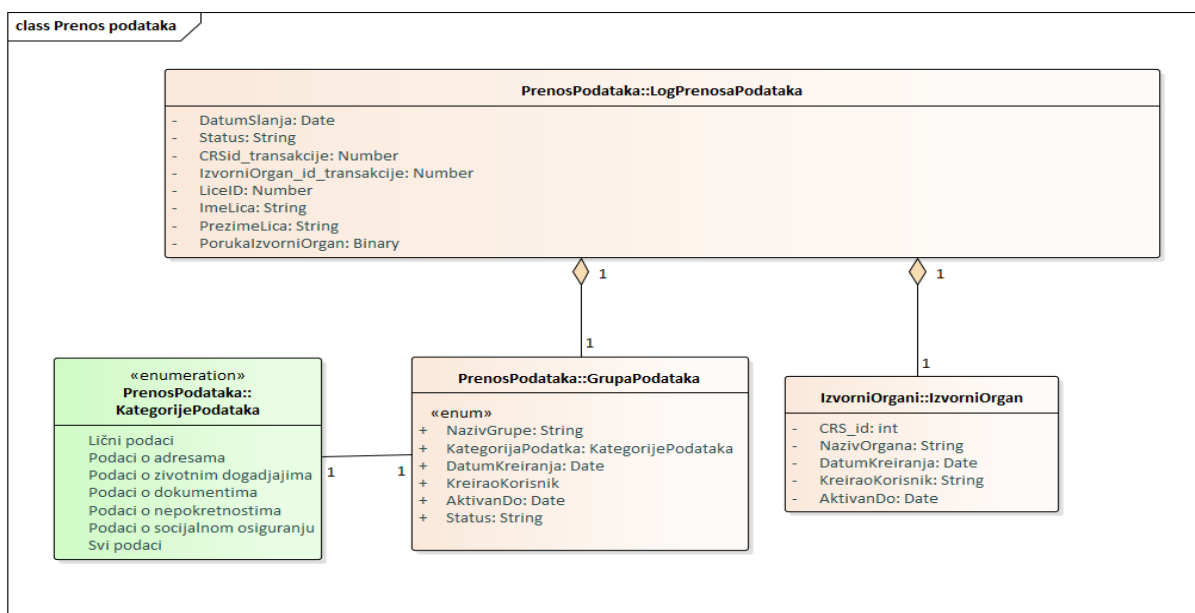 class Prenos podataka
PrenosPodataka::LogPrenosaPodataka
- DatumSlanja: Date
- Status: String
- CRSid_transakcije: Number
- IzvorniOrgan_id_transakcije: Number
- LiceID: Number
- ImeLica: String
- PrezimeLica: String
- PorukaIzvorniOrgan: Binary
1
1
1
1
«enumeration»
PrenosPodataka::
KategorijePodataka
Lični podaci
Podaci o adresama
Podaci o zivotnim dogadjajima
Podaci o dokumentima
Podaci o nepokretnostima
Podaci o socijalnom osiguranju
Svi podaci
1
1
PrenosPodataka::GrupaPodataka
«enum»
+ NazivGrupe: String
+ KategorijaPodatka: KategorijePodataka
+ DatumKreiranja: Date
+ KreiraoKorisnik
+ AktivanDo: Date
+ Status: String
IzvorniOrgani::IzvorniOrgan
- CRS_id: int
- NazivOrgana: String
- DatumKreiranja: Date
- KreiraoKorisnik: String
- AktivanDo: Date